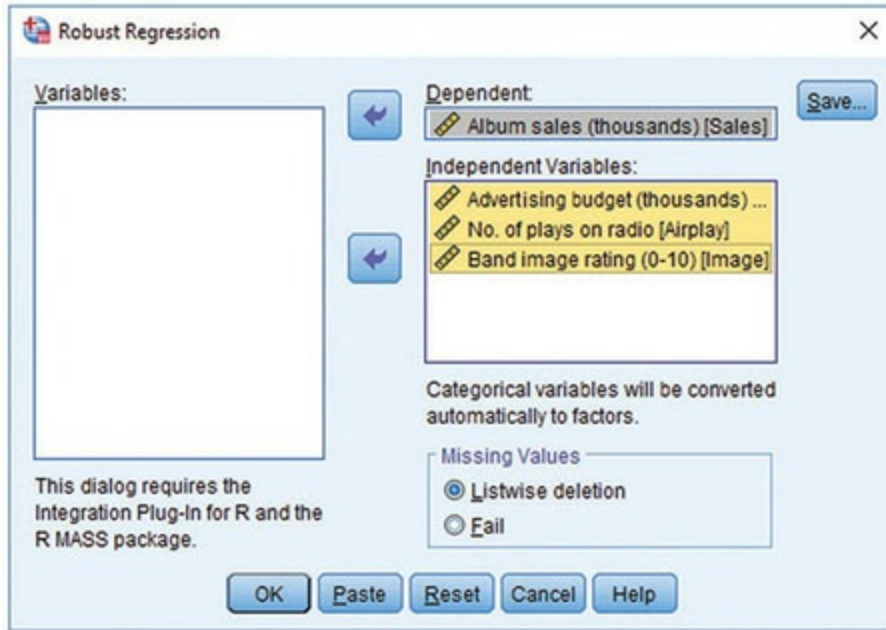 Robust Regression
Variables:
This dialog requires the
Integration Plug-In for R and the
R MASS package.
Dependent:
Album sales (thousands) [Sales]
Independent Variables:
Advertising budget (thousands) ...
No. of plays on radio [Airplay]
Band image rating (0-10) [Image]
Categorical variables will be converted
automatically to factors.
Missing Values
Listwise deletion
Fail
Save...
OK
Paste
Reset
Cancel
Help